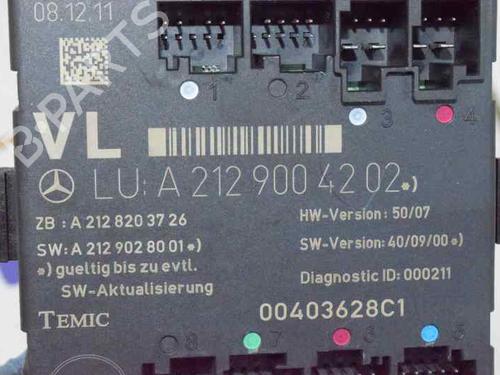 08.12.11
1 2 3 4
VL
LU: A 212 900 42 02 *)
ZB : A 212 820 37 26
HW-Version: 50/07
SW: A 212 902 80 01 *)
SW-Version: 40/09/00 *)
*) gueltig bis zu evtl.
SW-Aktualisierung
Diagnostic ID: 000211
TEMIC
00403628C1
8 7 6 5
B-PARTS